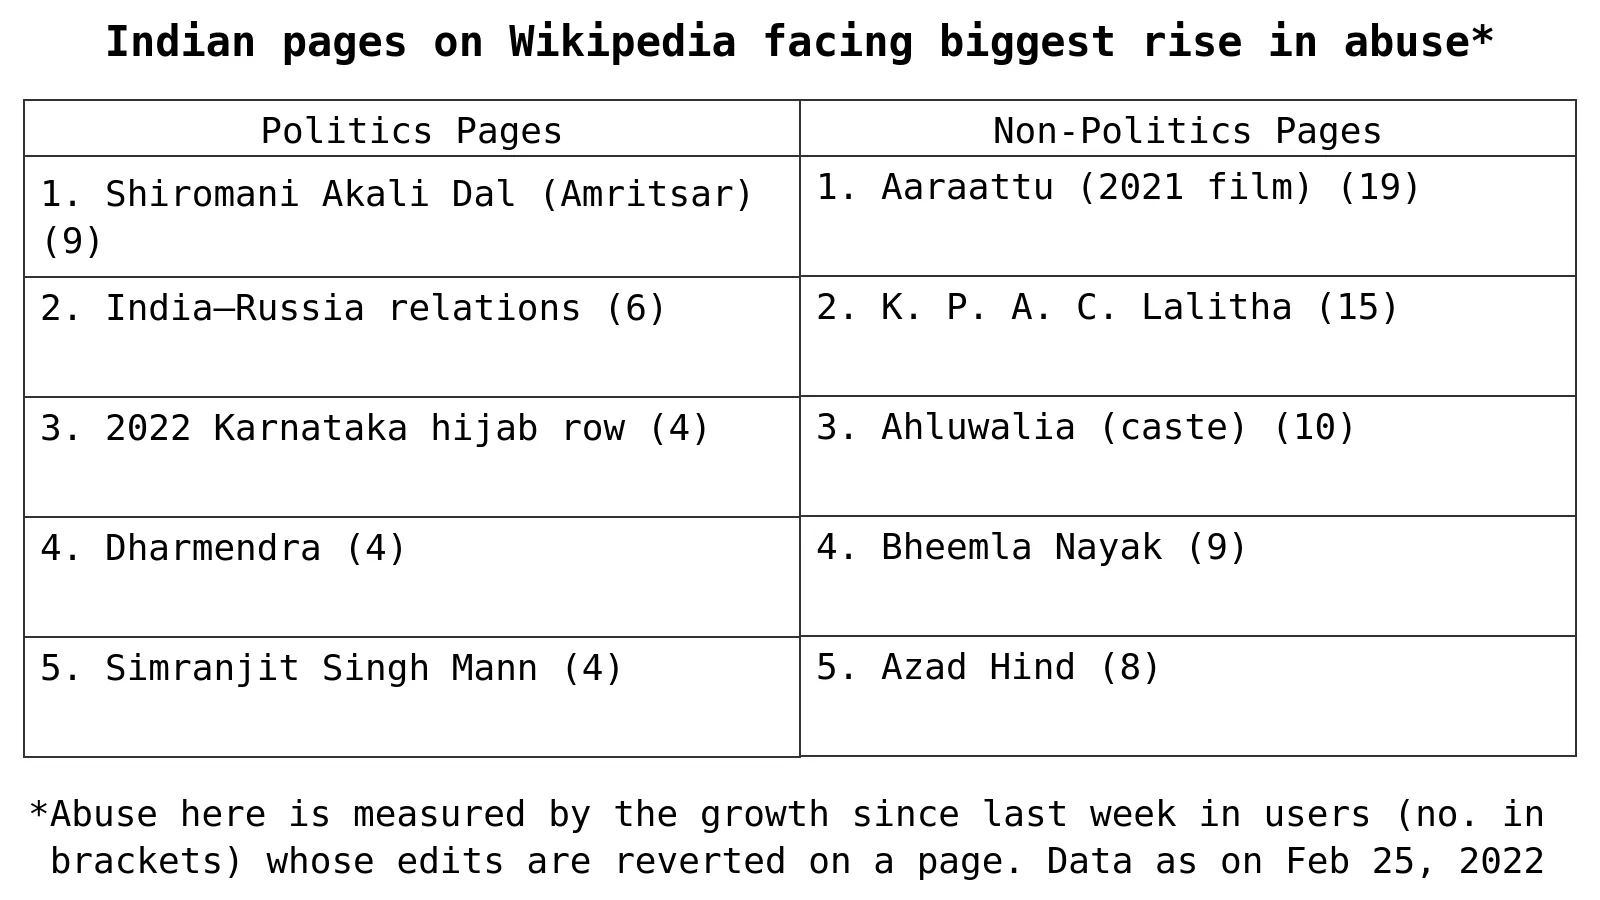 Indian pages on Wikipedia facing biggest rise in abuse*
Politics Pages
Non-Politics Pages
1. Shiromani Akali Dal (Amritsar)
(9)
1. Aaraattu (2021 film) (19)
2. India–Russia relations (6)
2. K. P. A. C. Lalitha (15)
3. 2022 Karnataka hijab row (4)
3. Ahluwalia (caste) (10)
4. Dharmendra (4)
4. Bheemla Nayak (9)
5. Simranjit Singh Mann (4)
5. Azad Hind (8)
*Abuse here is measured by the growth since last week in users (no. in
brackets) whose edits are reverted on a page. Data as on Feb 25, 2022